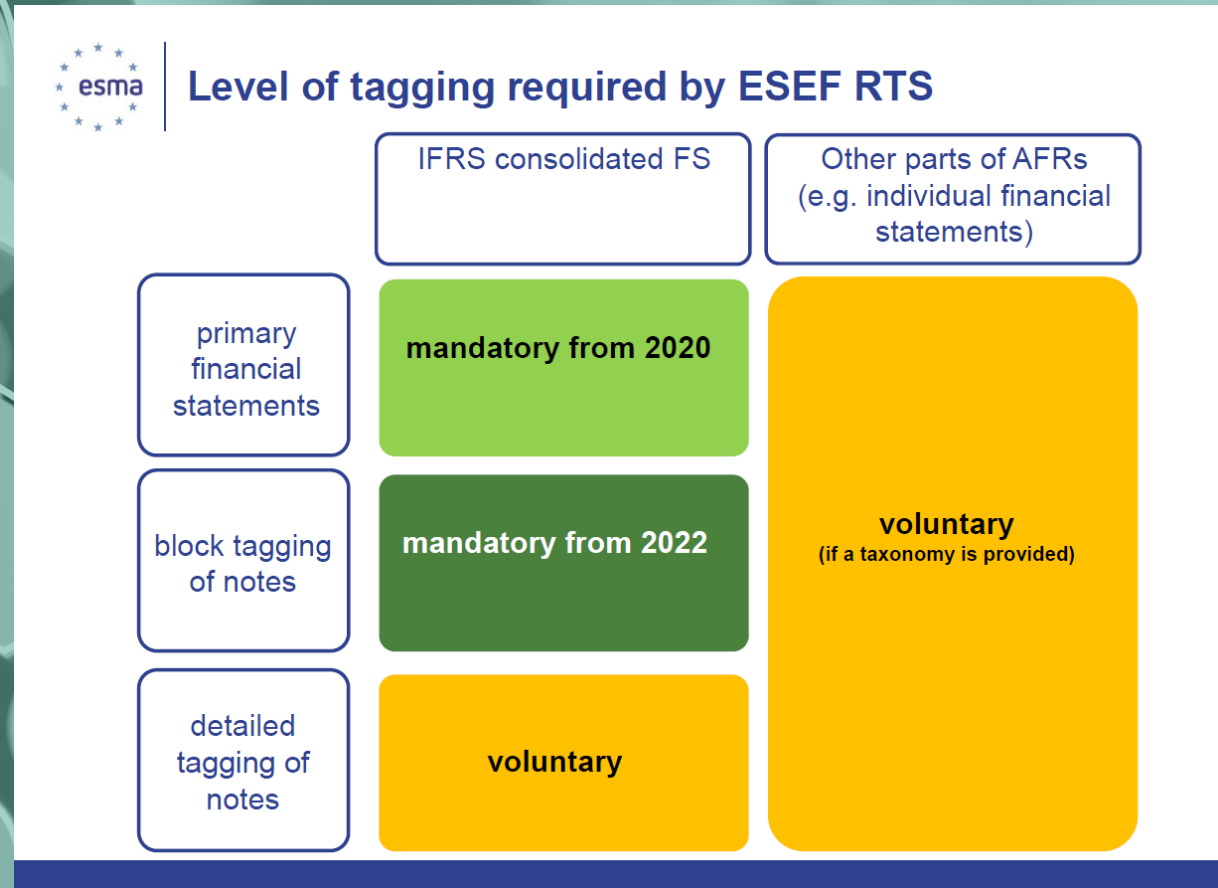 esma
Level of tagging required by ESEF RTS
IFRS consolidated FS
Other parts of AFRs
(e.g. individual financial
statements)
primary
financial
statements
mandatory from 2020
block tagging
of notes
mandatory from 2022
voluntary
(if a taxonomy is provided)
detailed
tagging of
notes
voluntary